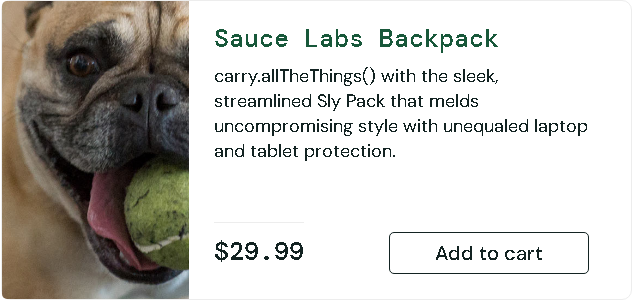 Sauce Labs Backpack
carry.allTheThings() with the sleek,
streamlined Sly Pack that melds
uncompromising style with unequaled laptop
and tablet protection.
$29.99
Add to cart